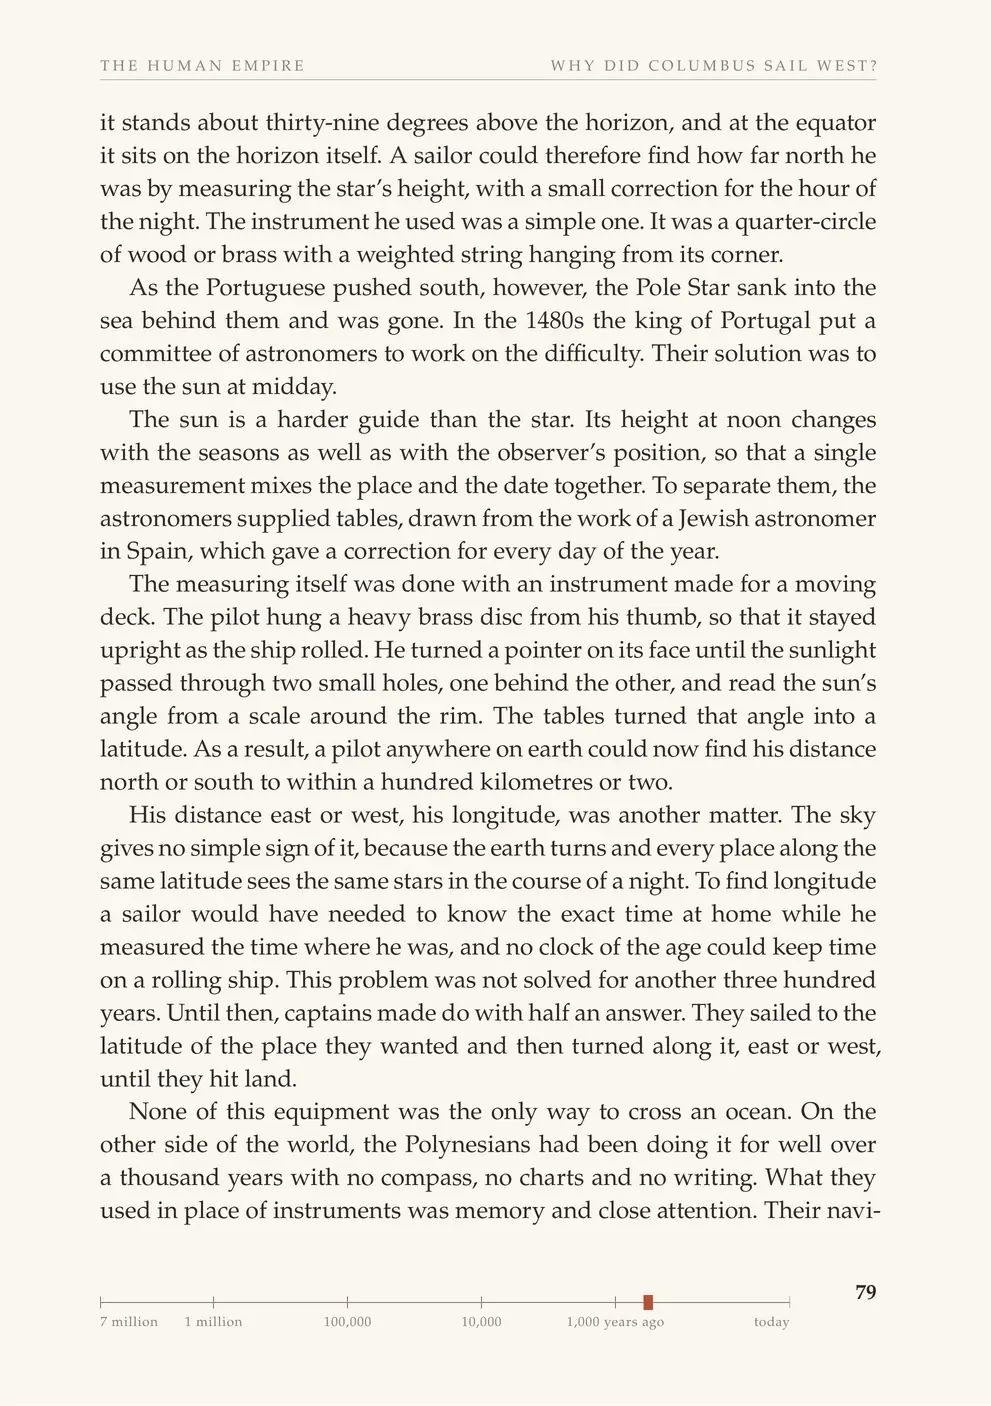 THE HUMAN EMPIRE
WHY DID COLUMBUS SAIL WEST?
it stands about thirty-nine degrees above the horizon, and at the equator
it sits on the horizon itself. A sailor could therefore find how far north he
was by measuring the star’s height, with a small correction for the hour of
the night. The instrument he used was a simple one. It was a quarter-circle
of wood or brass with a weighted string hanging from its corner.
As the Portuguese pushed south, however, the Pole Star sank into the
sea behind them and was gone. In the 1480s the king of Portugal put a
committee of astronomers to work on the difficulty. Their solution was to
use the sun at midday.
The sun is a harder guide than the star. Its height at noon changes
with the seasons as well as with the observer’s position, so that a single
measurement mixes the place and the date together. To separate them, the
astronomers supplied tables, drawn from the work of a Jewish astronomer
in Spain, which gave a correction for every day of the year.
The measuring itself was done with an instrument made for a moving
deck. The pilot hung a heavy brass disc from his thumb, so that it stayed
upright as the ship rolled. He turned a pointer on its face until the sunlight
passed through two small holes, one behind the other, and read the sun’s
angle from a scale around the rim. The tables turned that angle into a
latitude. As a result, a pilot anywhere on earth could now find his distance
north or south to within a hundred kilometres or two.
His distance east or west, his longitude, was another matter. The sky
gives no simple sign of it, because the earth turns and every place along the
same latitude sees the same stars in the course of a night. To find longitude
a sailor would have needed to know the exact time at home while he
measured the time where he was, and no clock of the age could keep time
on a rolling ship. This problem was not solved for another three hundred
years. Until then, captains made do with half an answer. They sailed to the
latitude of the place they wanted and then turned along it, east or west,
until they hit land.
None of this equipment was the only way to cross an ocean. On the
other side of the world, the Polynesians had been doing it for well over
a thousand years with no compass, no charts and no writing. What they
used in place of instruments was memory and close attention. Their navi-
79
7 million 1 million 100,000 10,000 1,000 years ago today